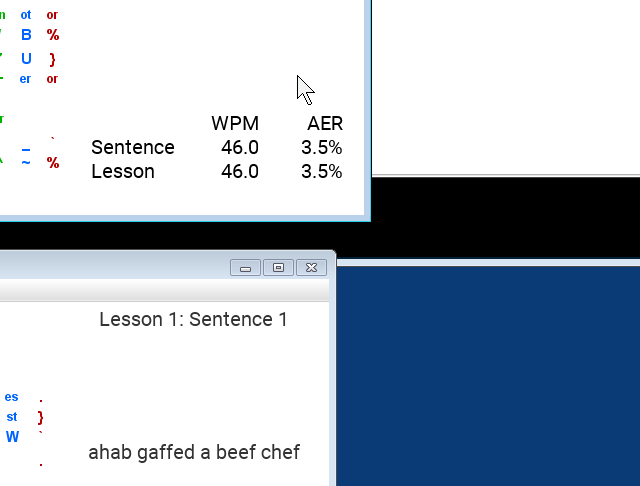 ot or
B %
U }
er or
WPM AER
_ `
Sentence 46.0 3.5%
~ %
Lesson 46.0 3.5%
Lesson 1: Sentence 1
es .
st }
W `
ahab gaffed a beef chef
.